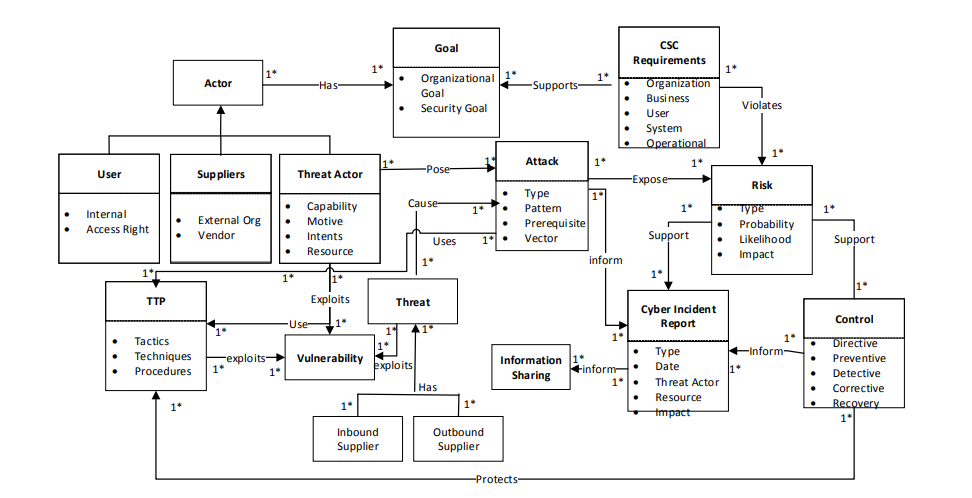 Goal
• Organizational
Goal
• Security Goal
CSC
Requirements
• Organization
• Business
• User
• System
• Operational
Actor
1*
Has
1*
1*
Supports
1*
1*
Violates
1*
User
• Internal
• Access Right
Suppliers
• External Org
• Vendor
Threat Actor
• Capability
• Motive
• Intents
• Resource
1*
Pose
1*
Attack
• Type
• Pattern
• Prerequisite
• Vector
1*
Expose
1*
Risk
• Type
• Probability
• Likelihood
• Impact
Cause
1*
Uses
1*
1*
inform
1*
Support
1*
1*
Support
1*
1*
1*
1*
1*
TTP
• Tactics
• Techniques
• Procedures
Exploits
Use
1*
1*
Threat
1*
1*
exploits
1*
exploits
1*
1*
Vulnerability
Has
1*
1*
Inbound
Supplier
Outbound
Supplier
Information
Sharing
1*
inform
1*
Cyber Incident
Report
• Type
• Date
• Threat Actor
• Resource
• Impact
1*
1*
Inform
1*
Control
• Directive
• Preventive
• Detective
• Corrective
• Recovery
1*
1*
Protects